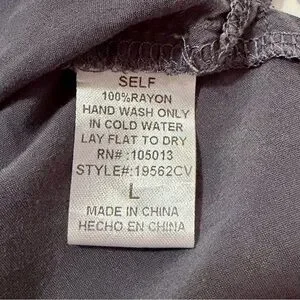 SELF
100%RAYON
HAND WASH ONLY
IN COLD WATER
LAY FLAT TO DRY
RN# :105013
STYLE#:19562CV
L
MADE IN CHINA
HECHO EN CHINA